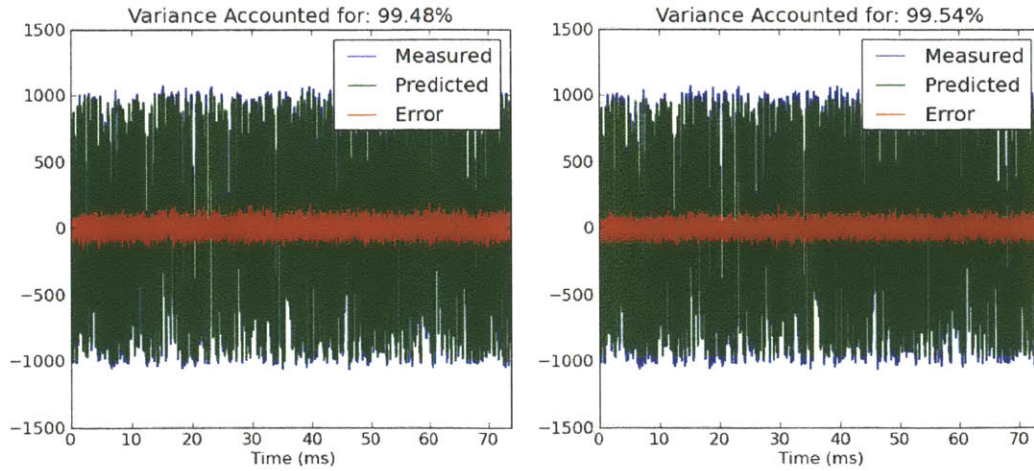 Variance Accounted for: 99.48%
1500
1000
500
0
−500
−1000
−1500
0 10 20 30 40 50 60 70
Time (ms)
Measured
Predicted
Error
Variance Accounted for: 99.54%
1500
1000
500
0
−500
−1000
−1500
0 10 20 30 40 50 60 70
Time (ms)
Measured
Predicted
Error